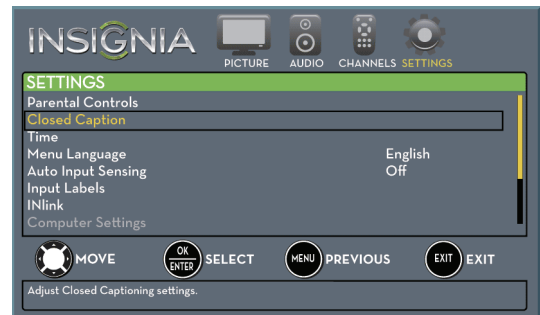 INSIGNIA
PICTURE AUDIO CHANNELS SETTINGS
SETTINGS
Parental Controls
Closed Caption
Time
Menu Language English
Auto Input Sensing Off
Input Labels
INlink
Computer Settings
MOVE OK ENTER SELECT MENU PREVIOUS EXIT EXIT
Adjust Closed Captioning settings.